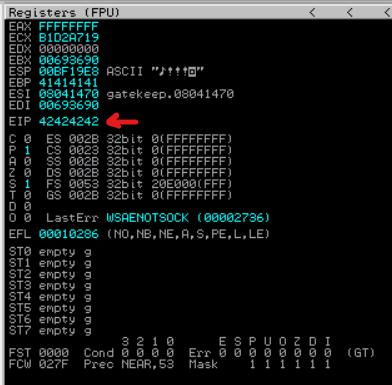 Registers (FPU) < < <
EAX FFFFFFFF
ECX B1D2A719
EDX 00000000
EBX 00693690
ESP 00BF19E8 ASCII "♪↑↑↑◘"
EBP 41414141
ESI 08041470 gatekeep.08041470
EDI 00693690
EIP 42424242
C 0 ES 002B 32bit 0(FFFFFFFF)
P 1 CS 0023 32bit 0(FFFFFFFF)
A 0 SS 002B 32bit 0(FFFFFFFF)
Z 0 DS 002B 32bit 0(FFFFFFFF)
S 1 FS 0053 32bit 20E000(FFF)
T 0 GS 002B 32bit 0(FFFFFFFF)
D 0
O 0 LastErr WSAENOTSOCK (00002736)
EFL 00010286 (NO,NB,NE,A,S,PE,L,LE)
ST0 empty g
ST1 empty g
ST2 empty g
ST3 empty g
ST4 empty g
ST5 empty g
ST6 empty g
ST7 empty g
3 2 1 0 E S P U O Z D I
FST 0000 Cond 0 0 0 0 Err 0 0 0 0 0 0 0 0 (GT)
FCW 027F Prec NEAR,53 Mask 1 1 1 1 1 1